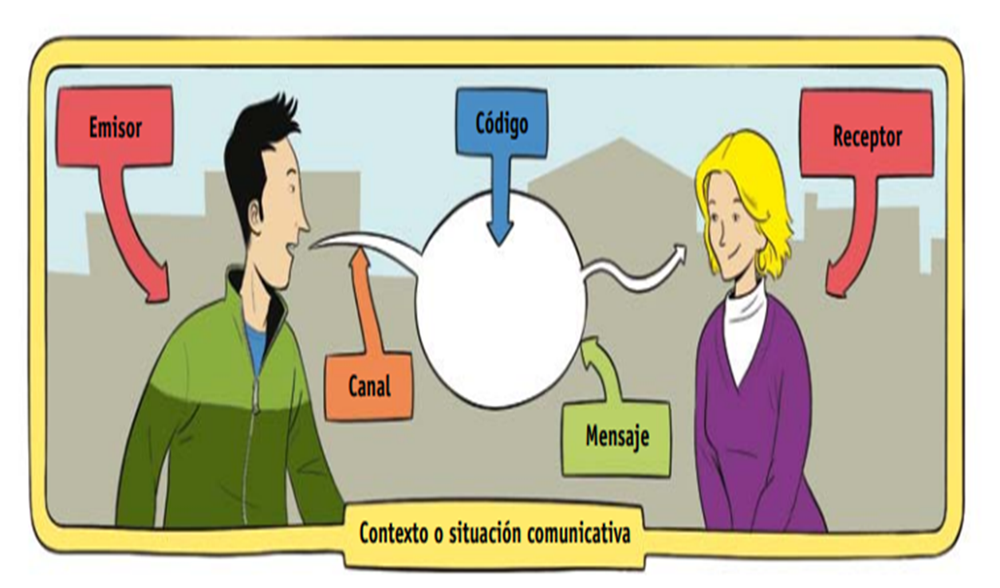 Emisor
Código
Receptor
Canal
Mensaje
Contexto o situación comunicativa